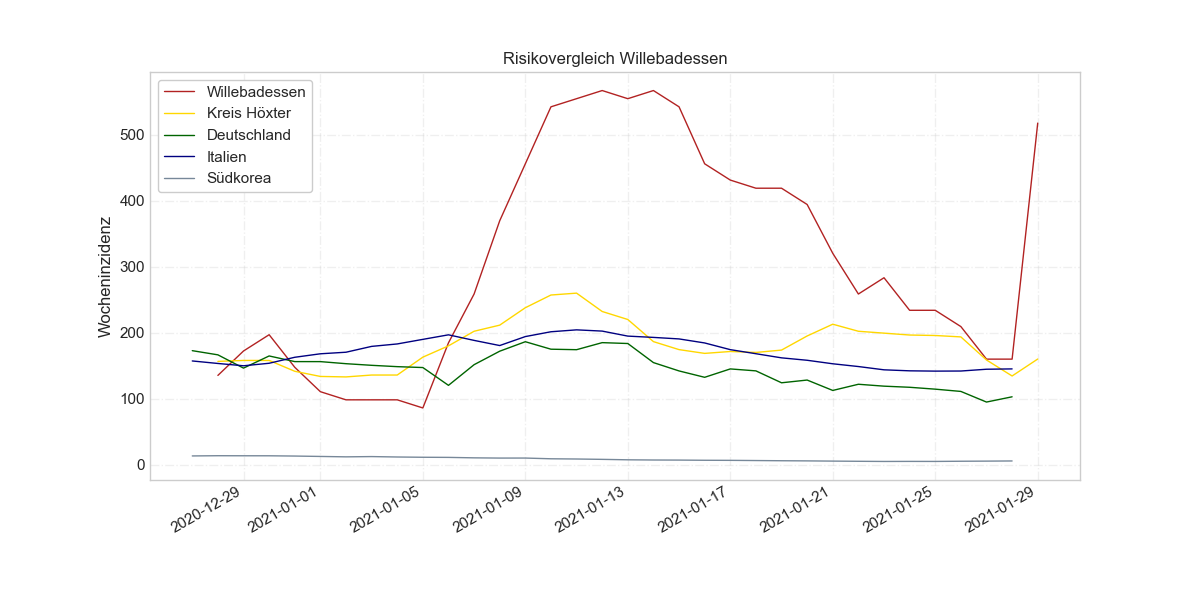 Risikovergleich Willebadessen
Willebadessen
Kreis Höxter
Deutschland
Italien
Südkorea
Wocheninzidenz
500
400
300
200
100
0
2020-12-29
2021-01-01
2021-01-05
2021-01-09
2021-01-13
2021-01-17
2021-01-21
2021-01-25
2021-01-29